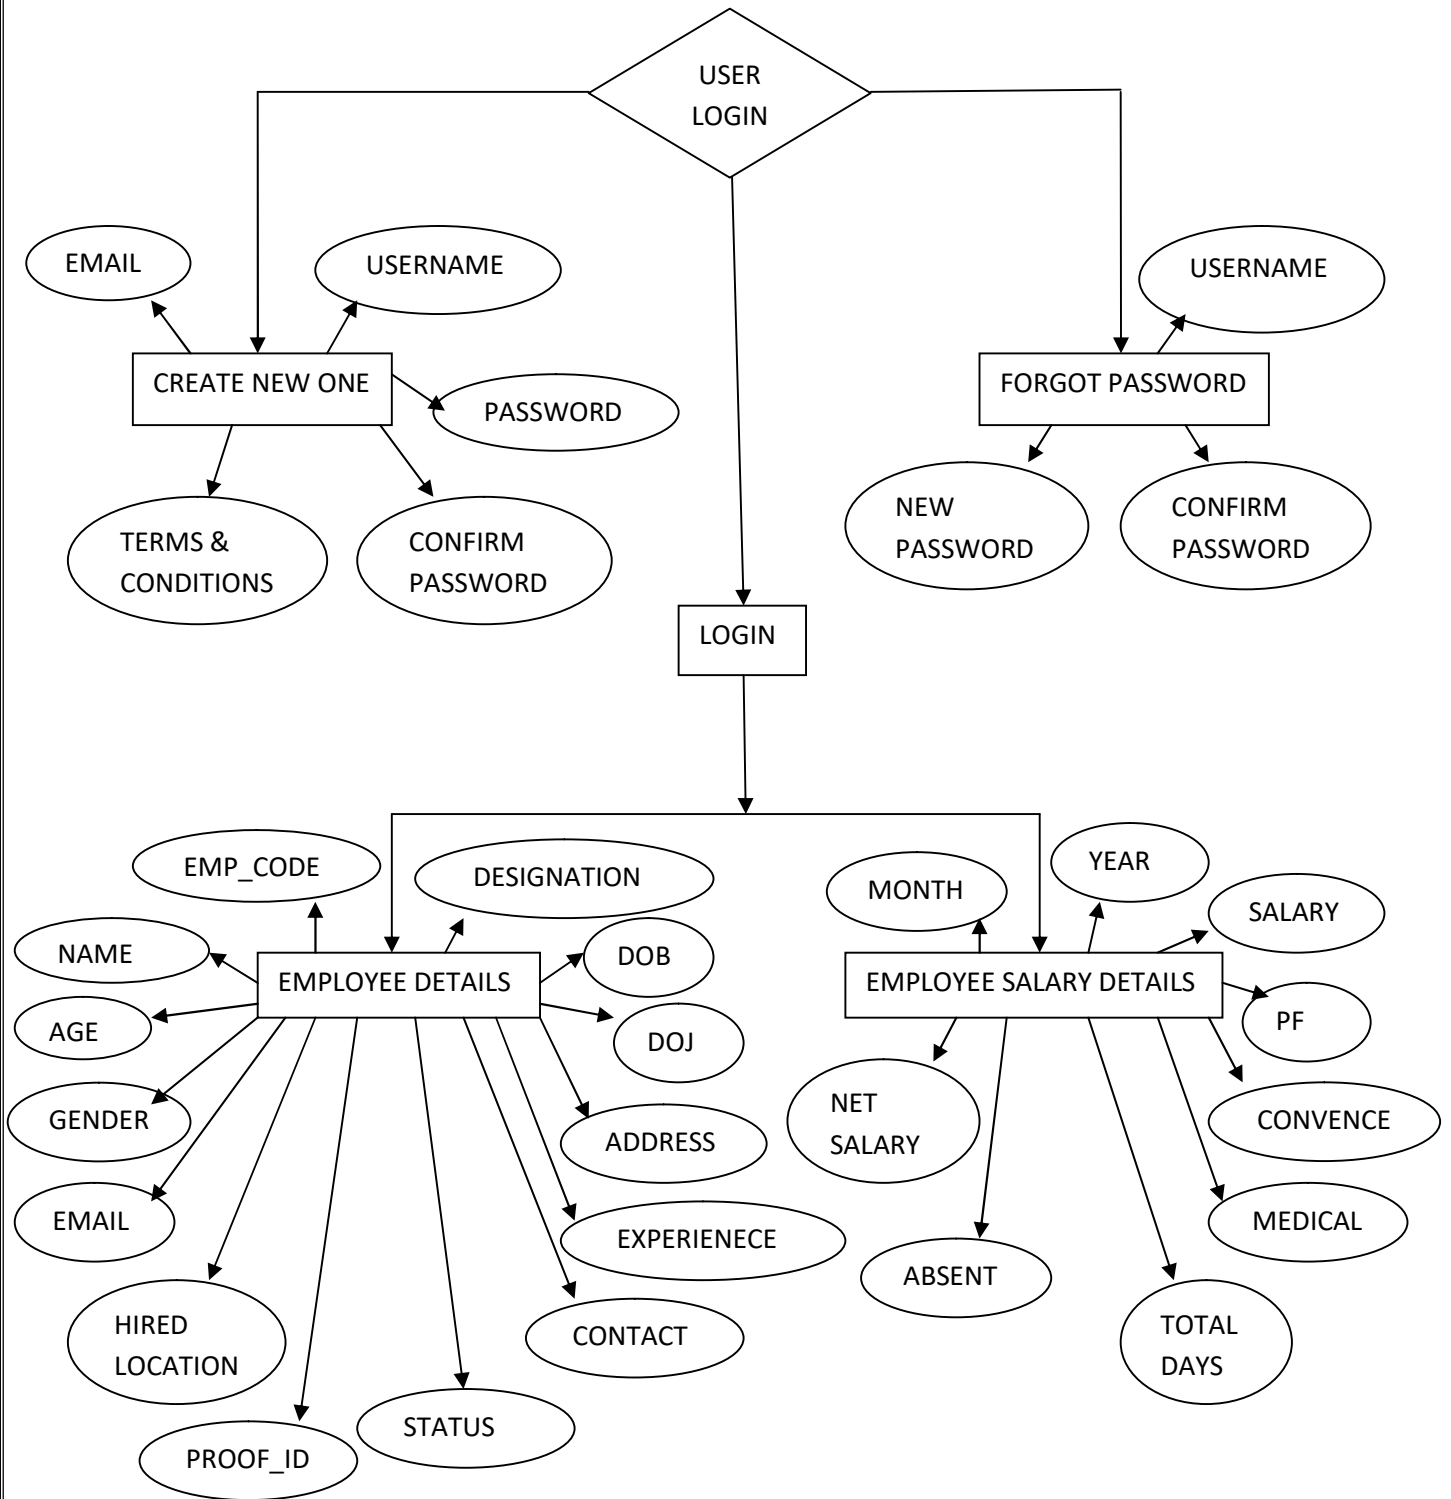 USER
LOGIN
EMAIL
USERNAME
USERNAME
CREATE NEW ONE
FORGOT PASSWORD
PASSWORD
TERMS &
CONDITIONS
CONFIRM
PASSWORD
NEW
PASSWORD
CONFIRM
PASSWORD
LOGIN
EMP_CODE
DESIGNATION
MONTH
YEAR
SALARY
NAME
DOB
EMPLOYEE DETAILS
EMPLOYEE SALARY DETAILS
AGE
DOJ
PF
GENDER
ADDRESS
NET
SALARY
CONVENCE
EMAIL
EXPERIENECE
MEDICAL
ABSENT
HIRED
LOCATION
CONTACT
TOTAL
DAYS
STATUS
PROOF_ID